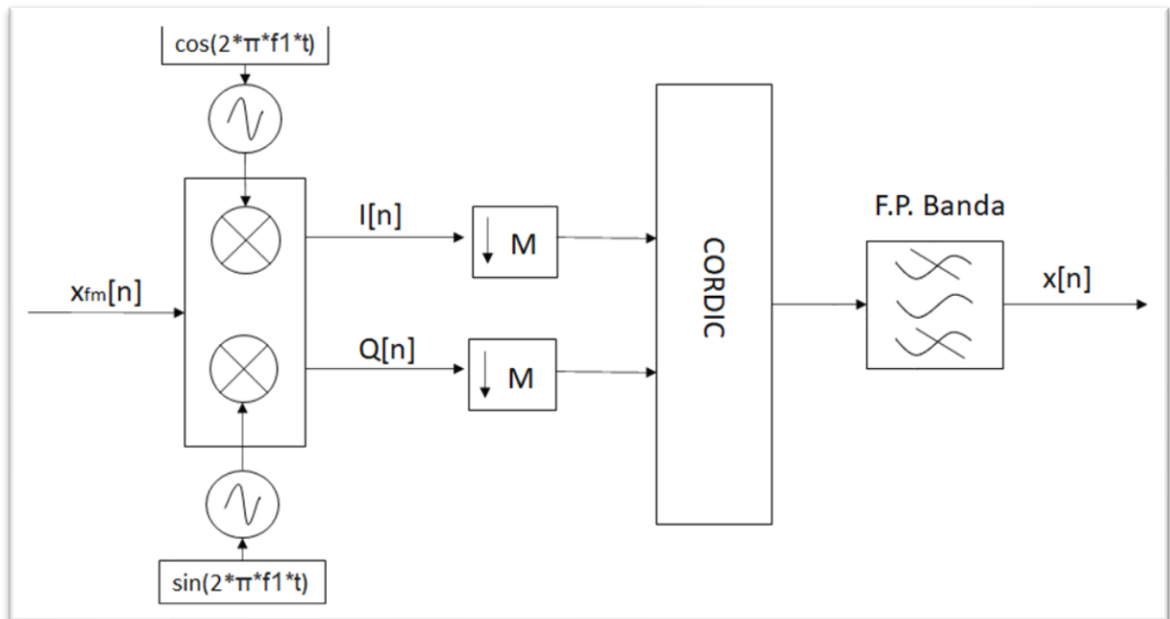 cos(2*π*f1*t)
I[n]
M
F.P. Banda
CORDIC
xfm[n]
x[n]
Q[n]
M
sin(2*π*f1*t)